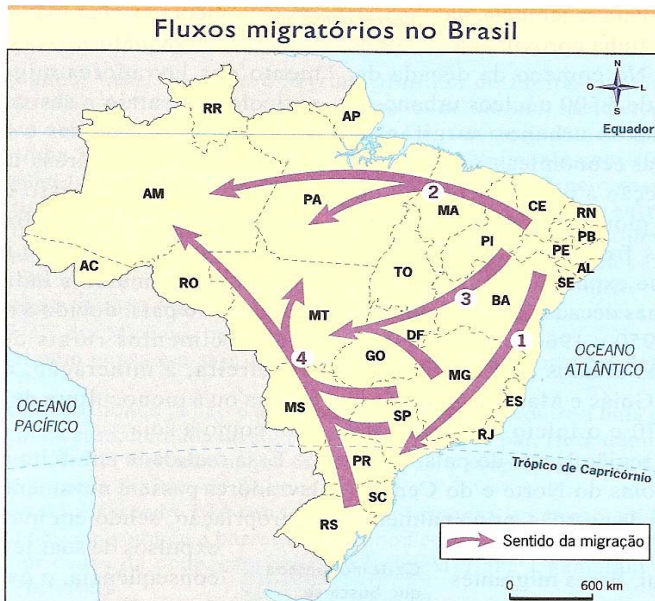 Fluxos migratórios no Brasil
N
O
L
S
Equador
RR
AP
AM
PA
2
MA
CE
RN
PB
PI
PE
AL
SE
AC
RO
TO
3
BA
MT
1
DF
GO
4
MG
OCEANO
ATLÂNTICO
OCEANO
PACÍFICO
MS
ES
SP
RJ
PR
Trópico de Capricórnio
SC
RS
Sentido da migração
0 600 km